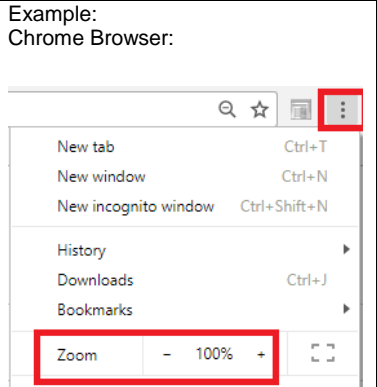 Example:
Chrome Browser:
New tab Ctrl+T
New window Ctrl+N
New incognito window Ctrl+Shift+N
History
Downloads Ctrl+J
Bookmarks
Zoom - 100% +